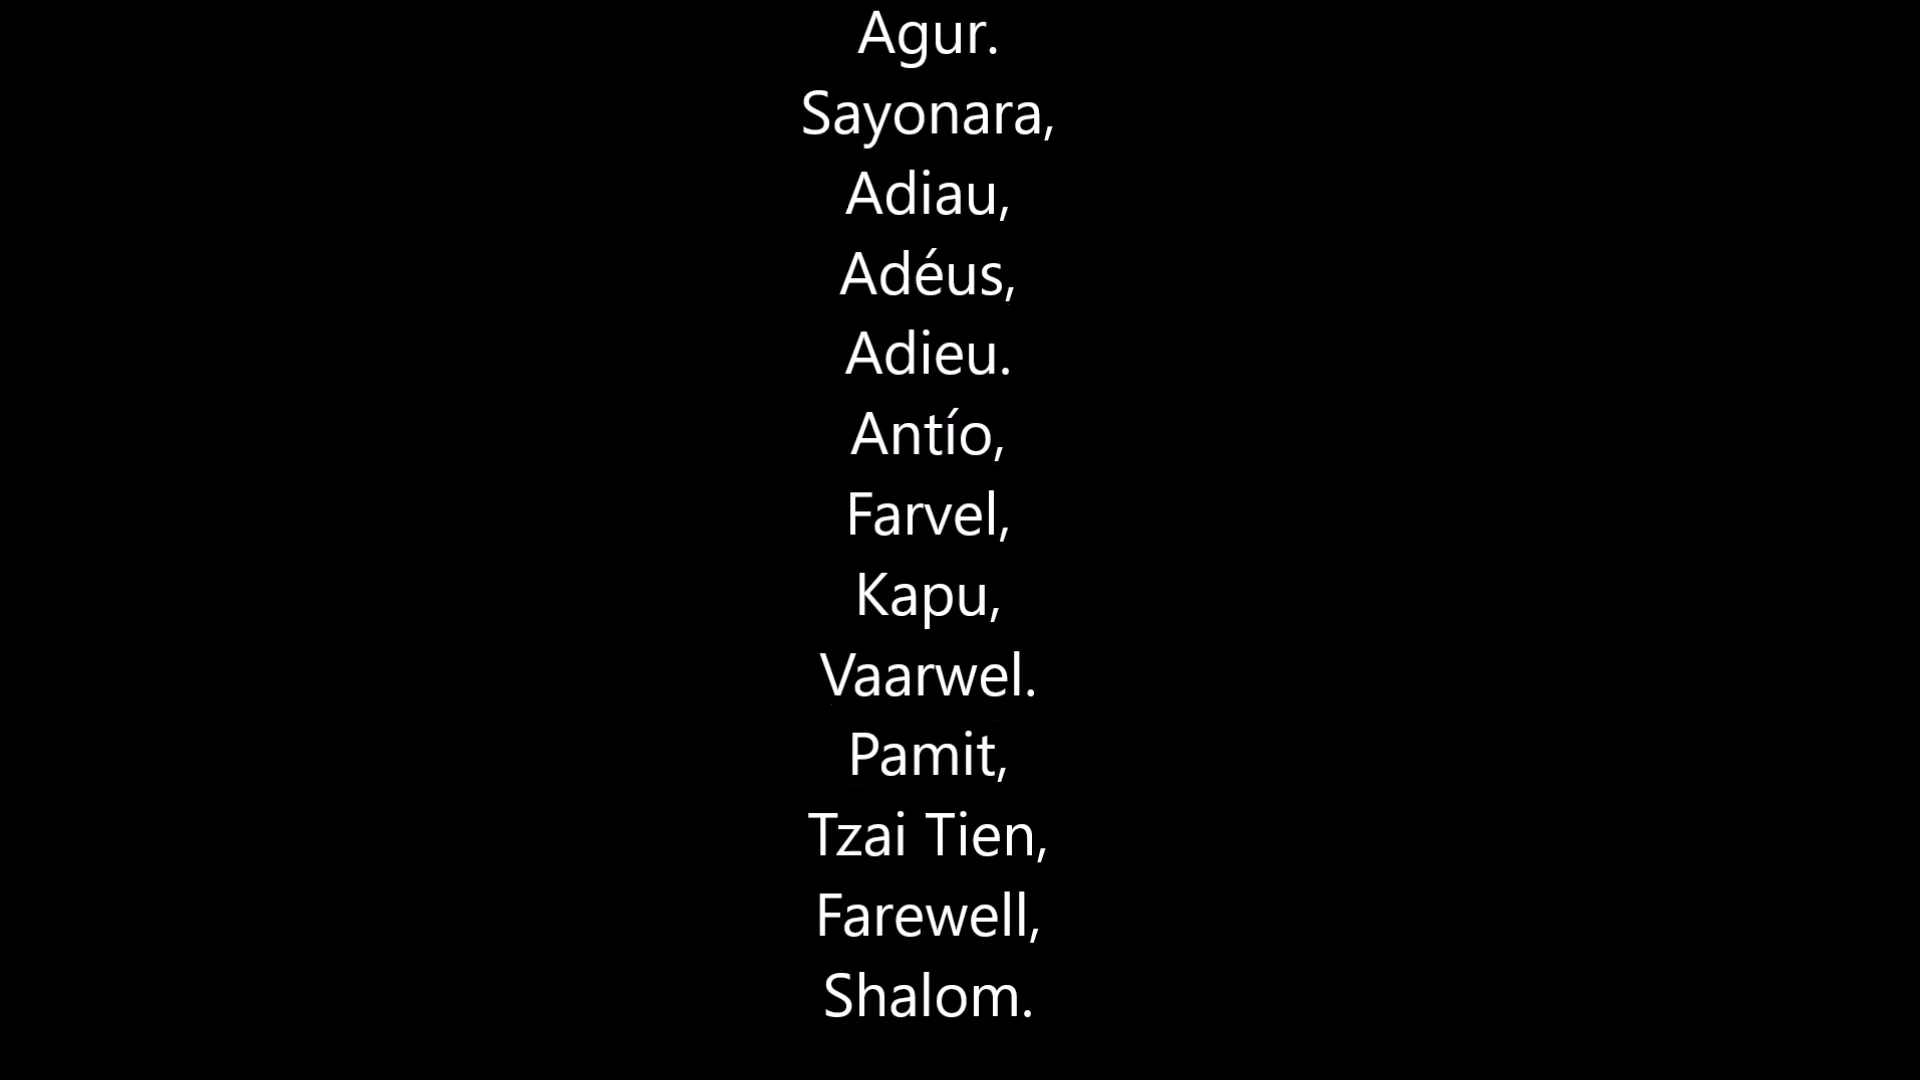 Agur.
Sayonara,
Adiau,
Adéus,
Adieu.
Antío,
Farvel,
Kapu,
Vaarwel.
Pamit,
Tzai Tien,
Farewell,
Shalom.